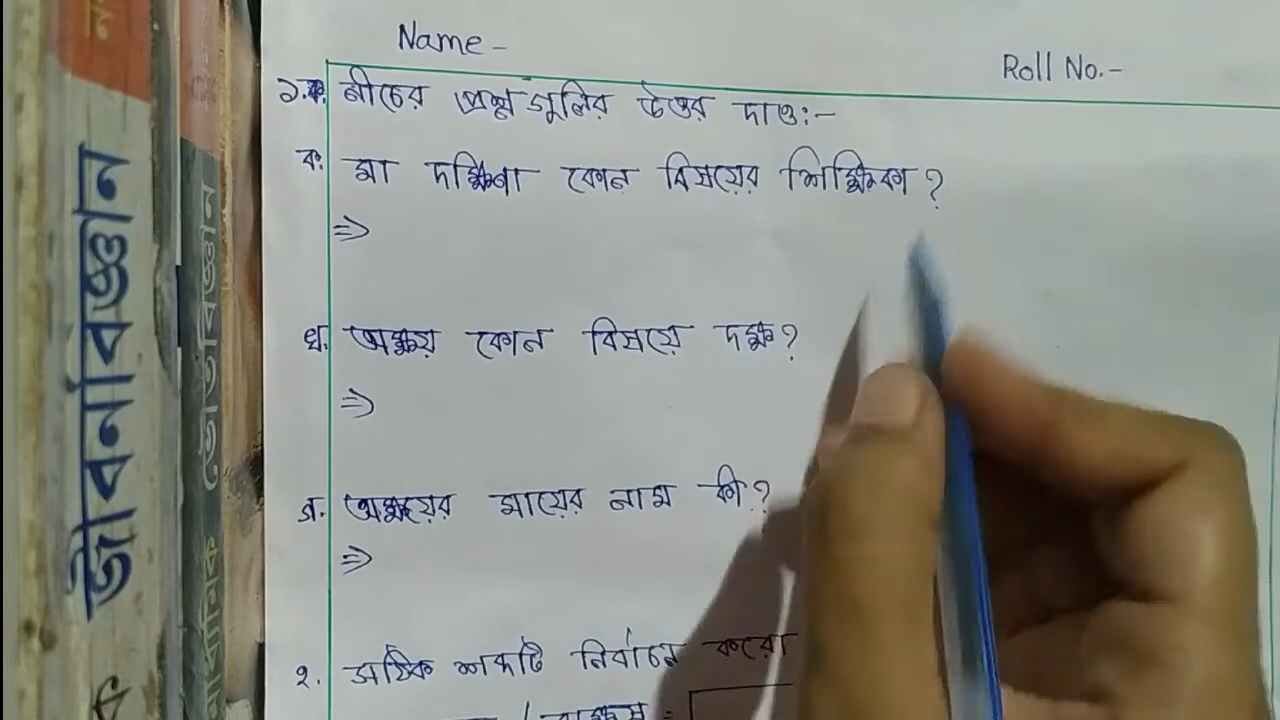 Name -
Roll No.-
১.ক. নীচের প্রশ্নগুলির উত্তর দাও:-
ক. মা দক্ষিনা কোন বিষয়ের শিক্ষিকা?
⇒
খ. অক্ষয় কোন বিষয়ে দক্ষ?
⇒
গ. অক্ষয়ের মায়ের নাম কী?
⇒
২. সঠিক শব্দটি নির্বাচন করো
জীবনবিজ্ঞান
ভৌতবিজ্ঞান